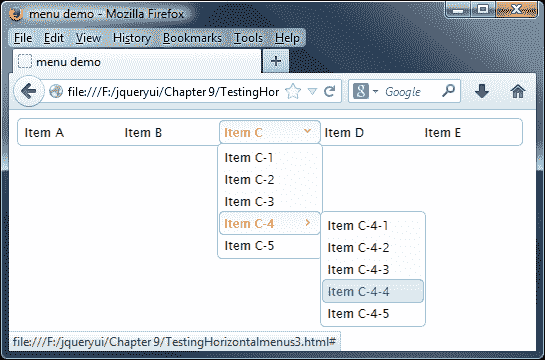 menu demo - Mozilla Firefox
File Edit View History Bookmarks Tools Help
menu demo
file:///F:/jqueryui/Chapter 9/TestingHor
Google
Item A Item B Item C Item D Item E
Item C-1
Item C-2
Item C-3
Item C-4
Item C-5
Item C-4-1
Item C-4-2
Item C-4-3
Item C-4-4
Item C-4-5
file:///F:/jqueryui/Chapter 9/TestingHorizontalmenus3.html#